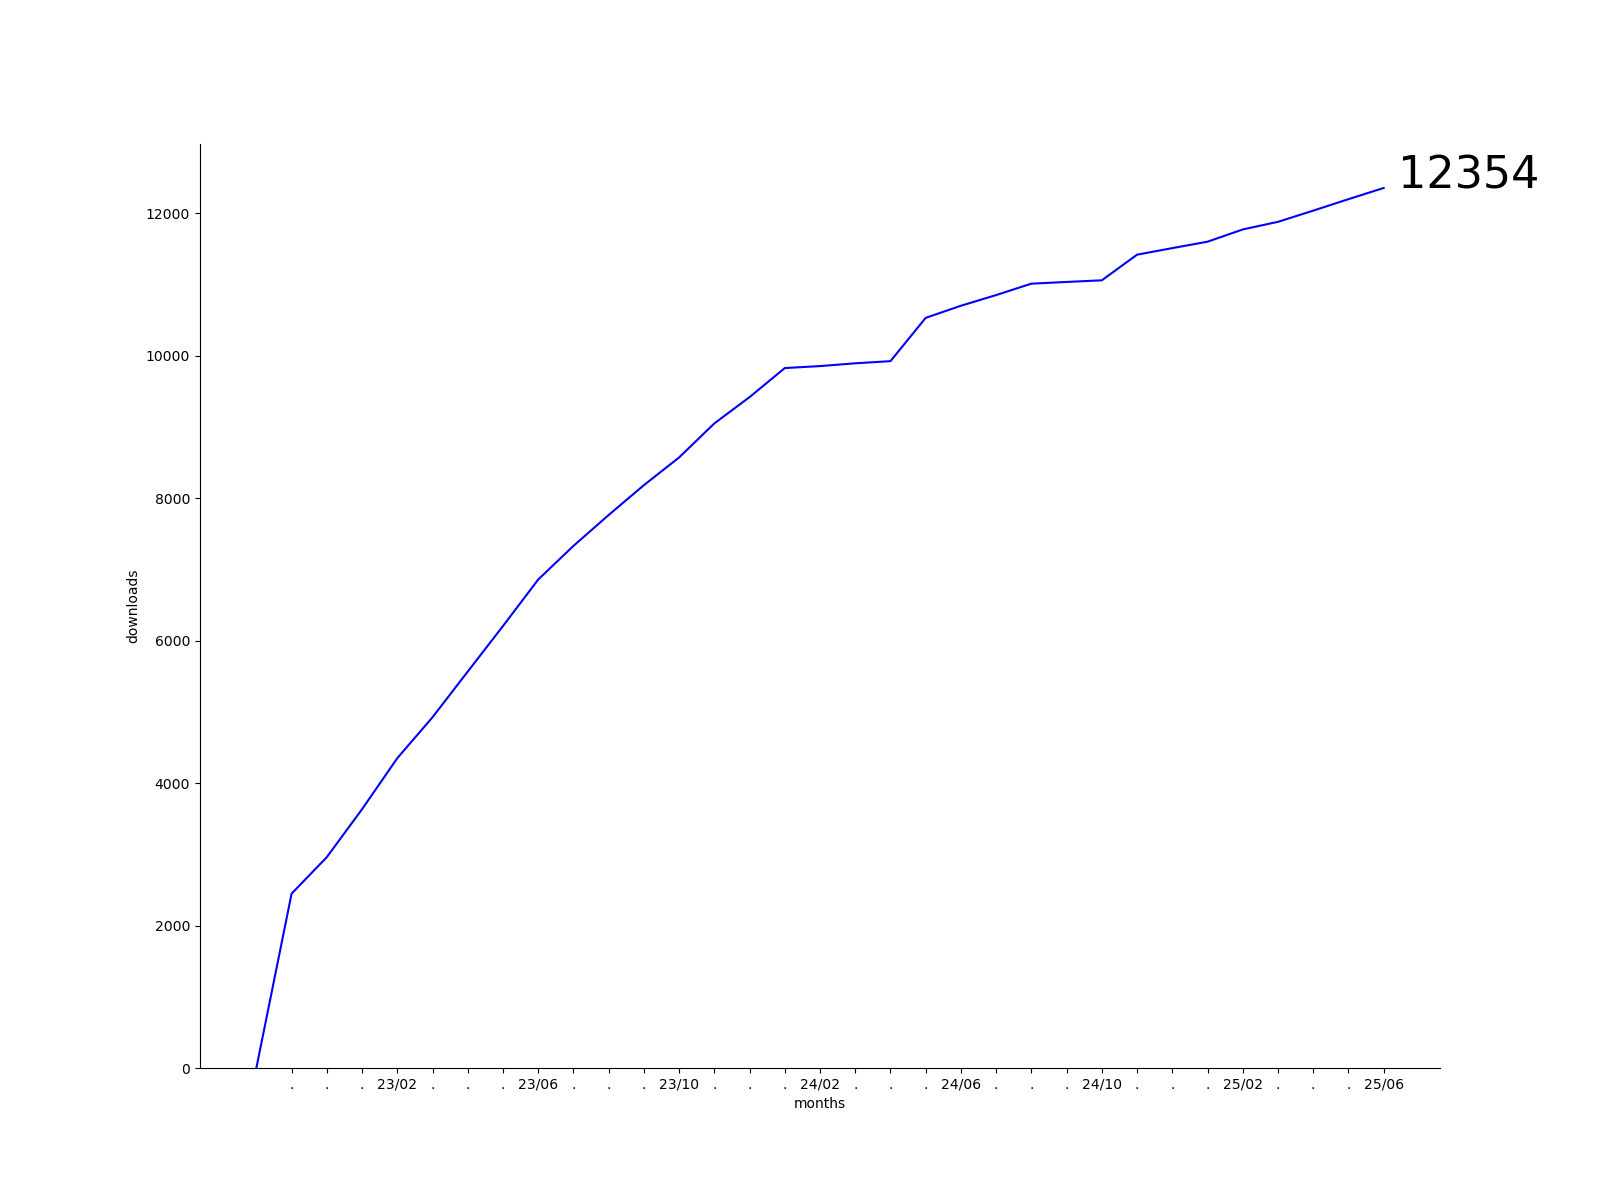 12354
12000
10000
8000
6000
4000
2000
0
downloads
. . . 23/02 . . . 23/06 . . . 23/10 . . . 24/02 . . . 24/06 . . . 24/10 . . . 25/02 . . . 25/06
months